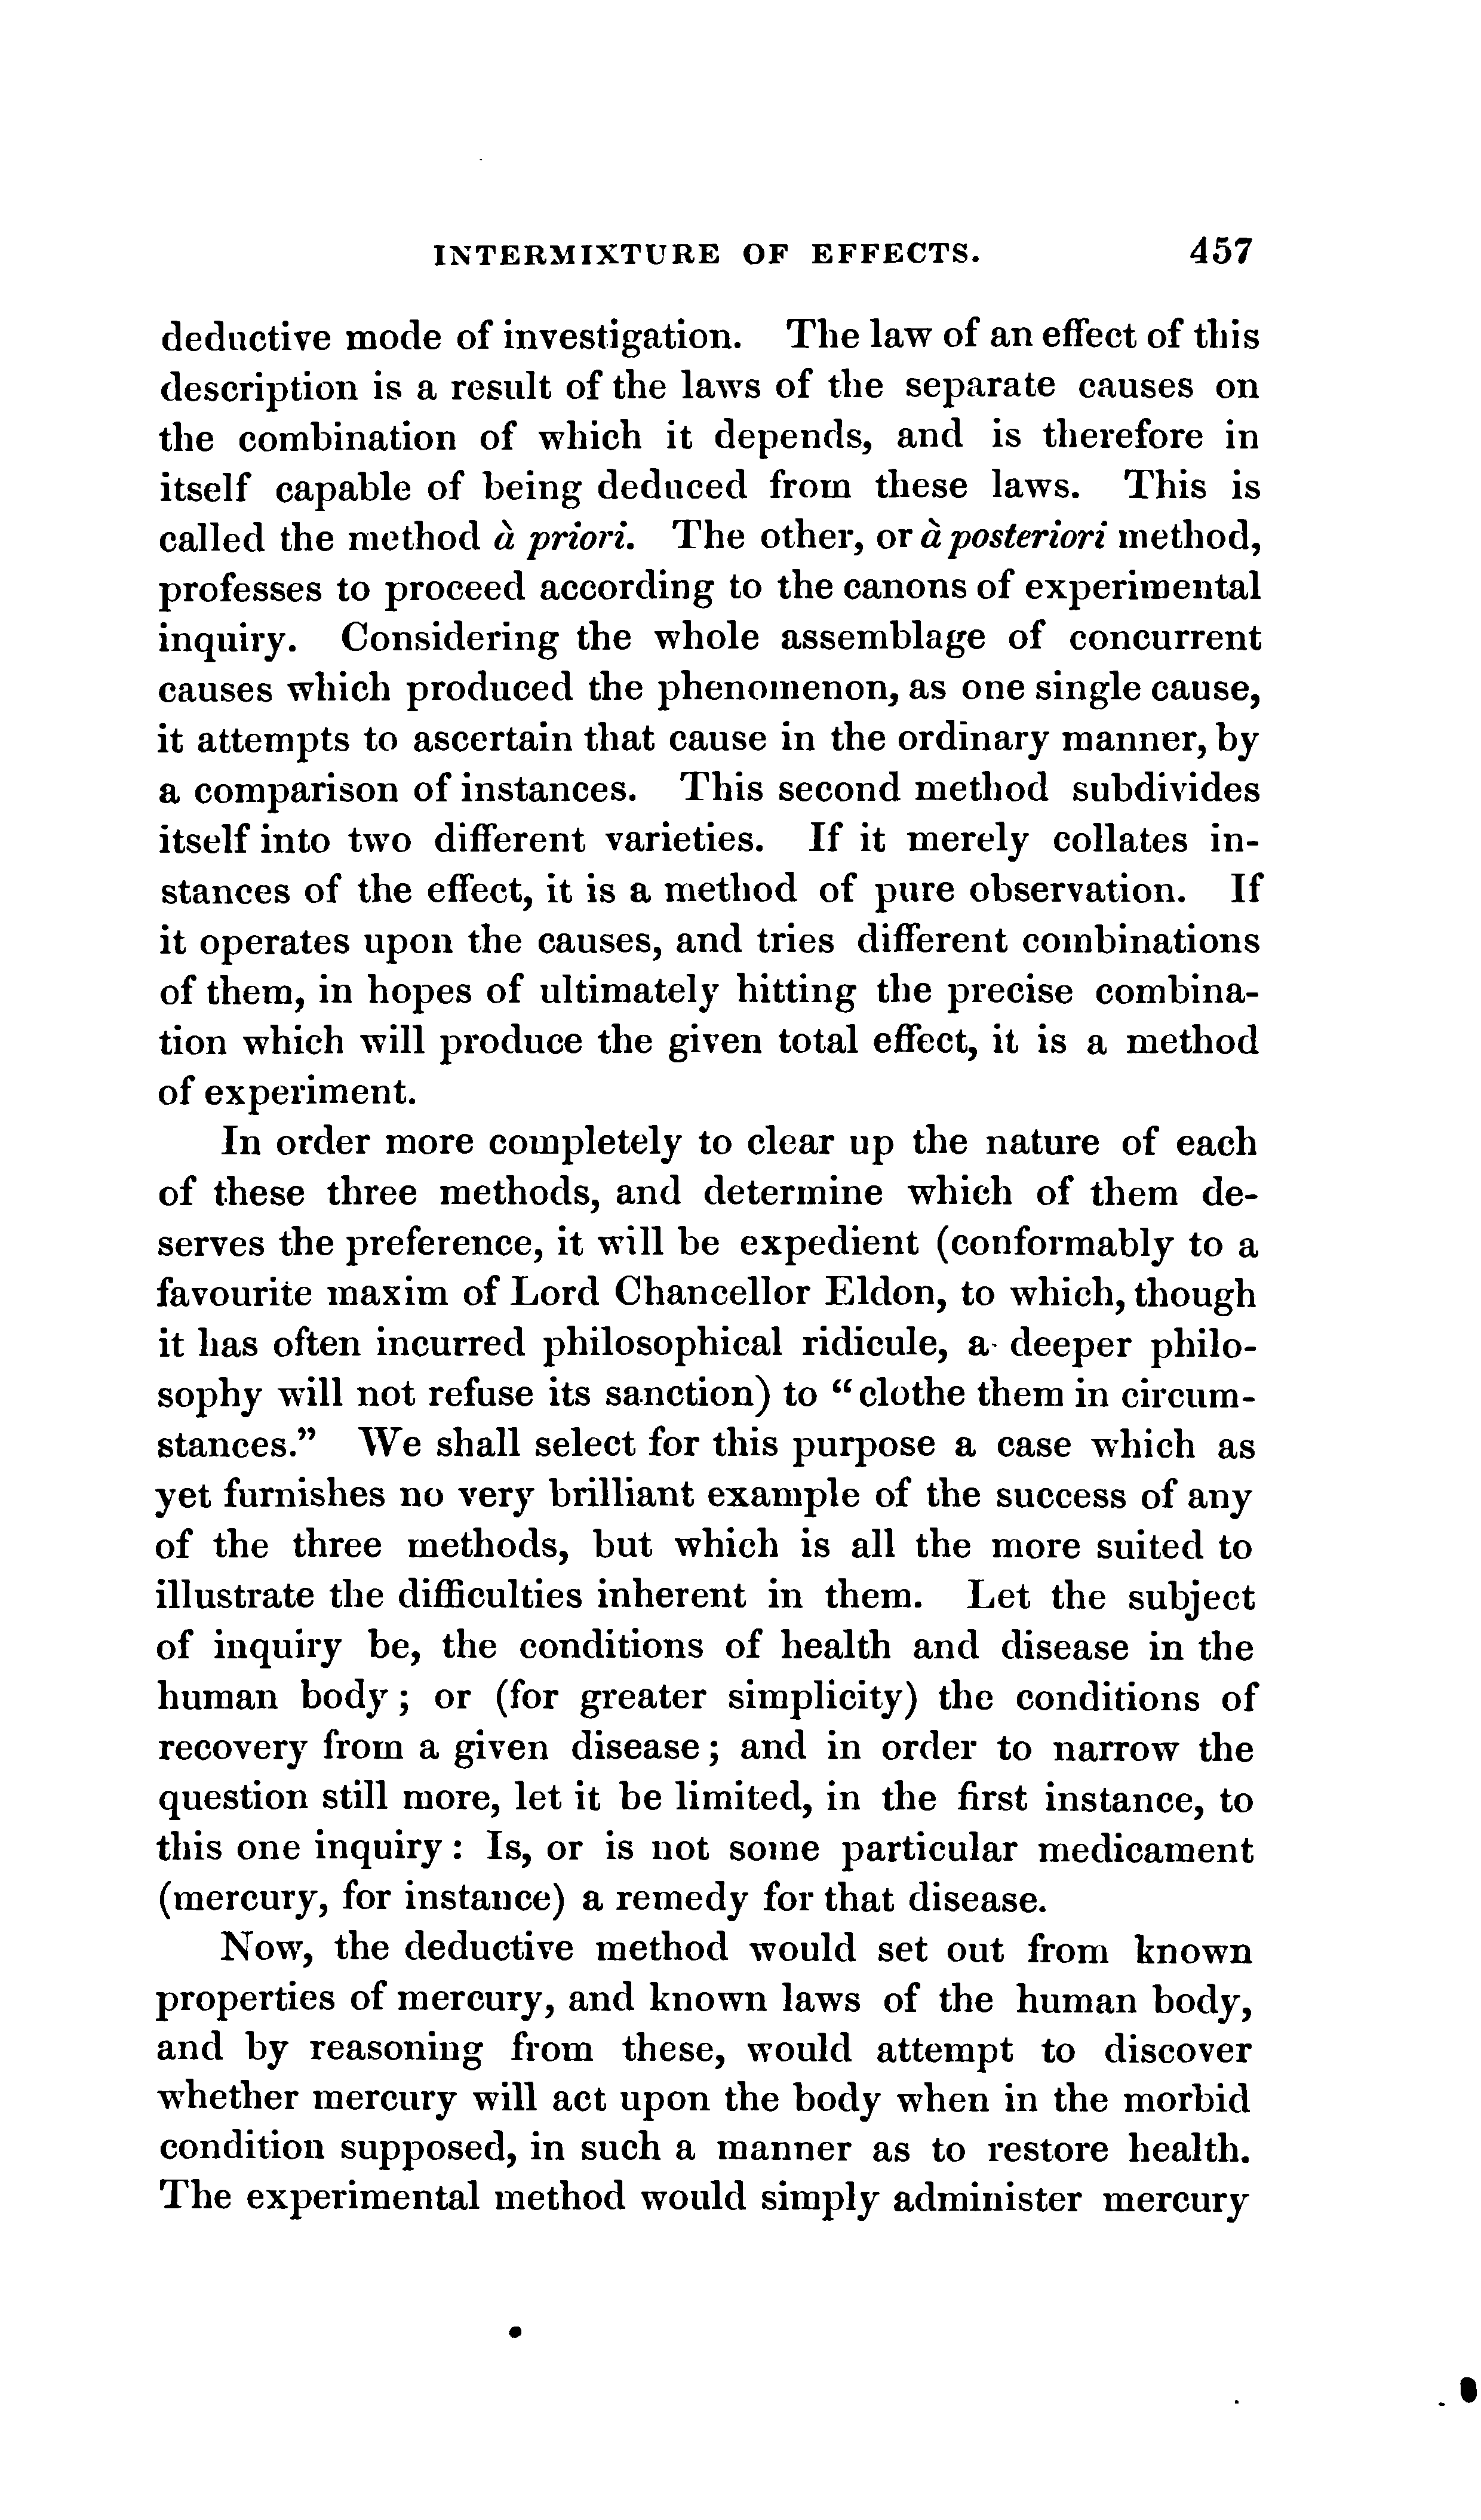 INTERMIXTURE OF EFFECTS. 457
deductive mode of investigation. The law of an effect of this
description is a result of the laws of the separate causes on
the combination of which it depends, and is therefore in
itself capable of being deduced from these laws. This is
called the method à priori. The other, or à posteriori method,
professes to proceed according to the canons of experimental
inquiry. Considering the whole assemblage of concurrent
causes which produced the phenomenon, as one single cause,
it attempts to ascertain that cause in the ordinary manner, by
a comparison of instances. This second method subdivides
itself into two different varieties. If it merely collates in-
stances of the effect, it is a method of pure observation. If
it operates upon the causes, and tries different combinations
of them, in hopes of ultimately hitting the precise combina-
tion which will produce the given total effect, it is a method
of experiment.
In order more completely to clear up the nature of each
of these three methods, and determine which of them de-
serves the preference, it will be expedient (conformably to a
favourite maxim of Lord Chancellor Eldon, to which, though
it has often incurred philosophical ridicule, a deeper philo-
sophy will not refuse its sanction) to "clothe them in circum-
stances." We shall select for this purpose a case which as
yet furnishes no very brilliant example of the success of any
of the three methods, but which is all the more suited to
illustrate the difficulties inherent in them. Let the subject
of inquiry be, the conditions of health and disease in the
human body; or (for greater simplicity) the conditions of
recovery from a given disease; and in order to narrow the
question still more, let it be limited, in the first instance, to
this one inquiry: Is, or is not some particular medicament
(mercury, for instance) a remedy for that disease.
Now, the deductive method would set out from known
properties of mercury, and known laws of the human body,
and by reasoning from these, would attempt to discover
whether mercury will act upon the body when in the morbid
condition supposed, in such a manner as to restore health.
The experimental method would simply administer mercury